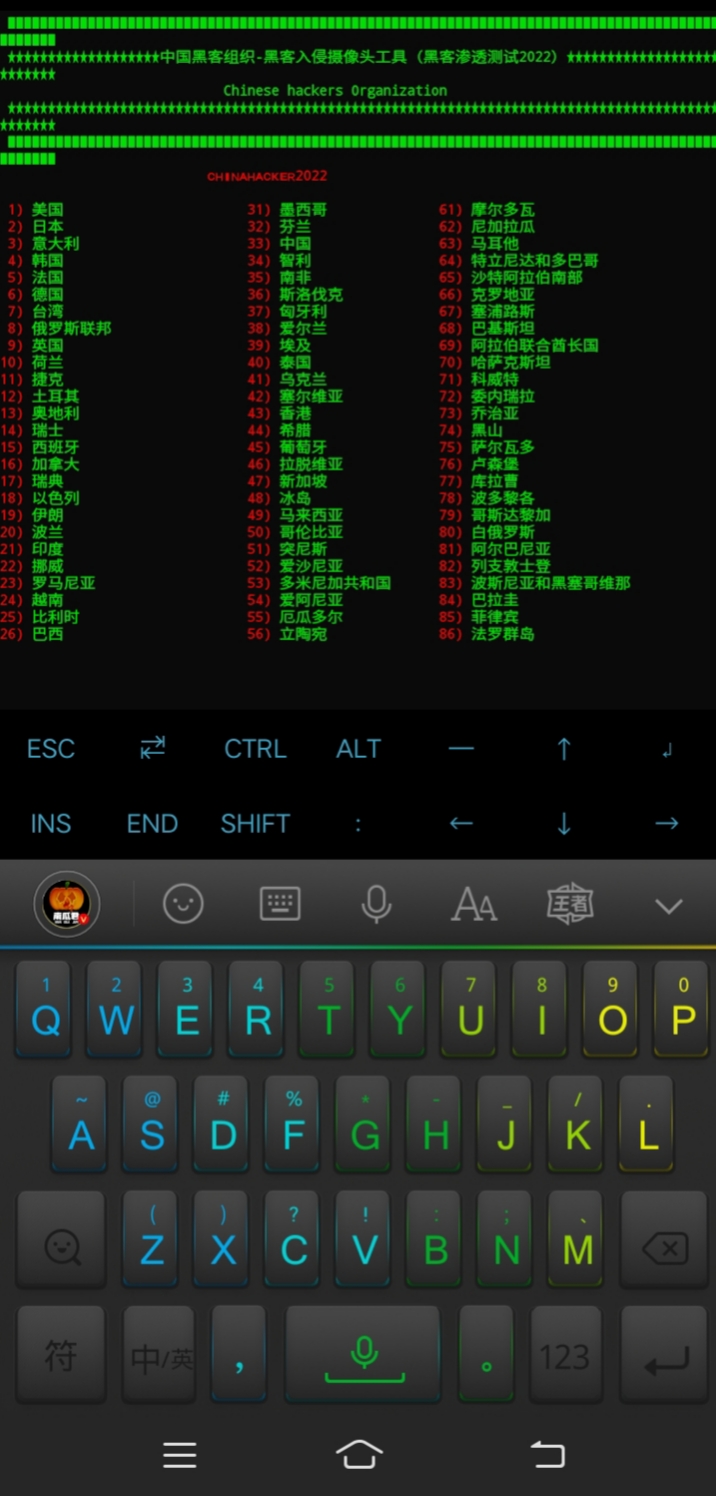 ★★★★★★★★★★★★★★★★★★★中国黑客组织-黑客入侵摄像头工具（黑客渗透测试2022）★★★★★★★★★★★★★★★★★★★
★★★★★★★
Chinese hackers Organization
CHINAHACKER2022
1) 美国 31) 墨西哥 61) 摩尔多瓦
2) 日本 32) 芬兰 62) 尼加拉瓜
3) 意大利 33) 中国 63) 马耳他
4) 韩国 34) 智利 64) 特立尼达和多巴哥
5) 法国 35) 南非 65) 沙特阿拉伯南部
6) 德国 36) 斯洛伐克 66) 克罗地亚
7) 台湾 37) 匈牙利 67) 塞浦路斯
8) 俄罗斯联邦 38) 爱尔兰 68) 巴基斯坦
9) 英国 39) 埃及 69) 阿拉伯联合酋长国
10) 荷兰 40) 泰国 70) 哈萨克斯坦
11) 捷克 41) 乌克兰 71) 科威特
12) 土耳其 42) 塞尔维亚 72) 委内瑞拉
13) 奥地利 43) 香港 73) 乔治亚
14) 瑞士 44) 希腊 74) 黑山
15) 西班牙 45) 葡萄牙 75) 萨尔瓦多
16) 加拿大 46) 拉脱维亚 76) 卢森堡
17) 瑞典 47) 新加坡 77) 库拉曹
18) 以色列 48) 冰岛 78) 波多黎各
19) 伊朗 49) 马来西亚 79) 哥斯达黎加
20) 波兰 50) 哥伦比亚 80) 白俄罗斯
21) 印度 51) 突尼斯 81) 阿尔巴尼亚
22) 挪威 52) 爱沙尼亚 82) 列支敦士登
23) 罗马尼亚 53) 多米尼加共和国 83) 波斯尼亚和黑塞哥维那
24) 越南 54) 爱阿尼亚 84) 巴拉圭
25) 比利时 55) 厄瓜多尔 85) 菲律宾
26) 巴西 56) 立陶宛 86) 法罗群岛
ESC CTRL ALT — ↑ ↲
INS END SHIFT : ← ↓ →
AA 王者
1 2 3 4 5 6 7 8 9 0
Q W E R T Y U I O P
~ @ # % * - _ / .
A S D F G H J K L
( ) ? ! : ; 、
Z X C V B N M
符 中/英 , 。 123